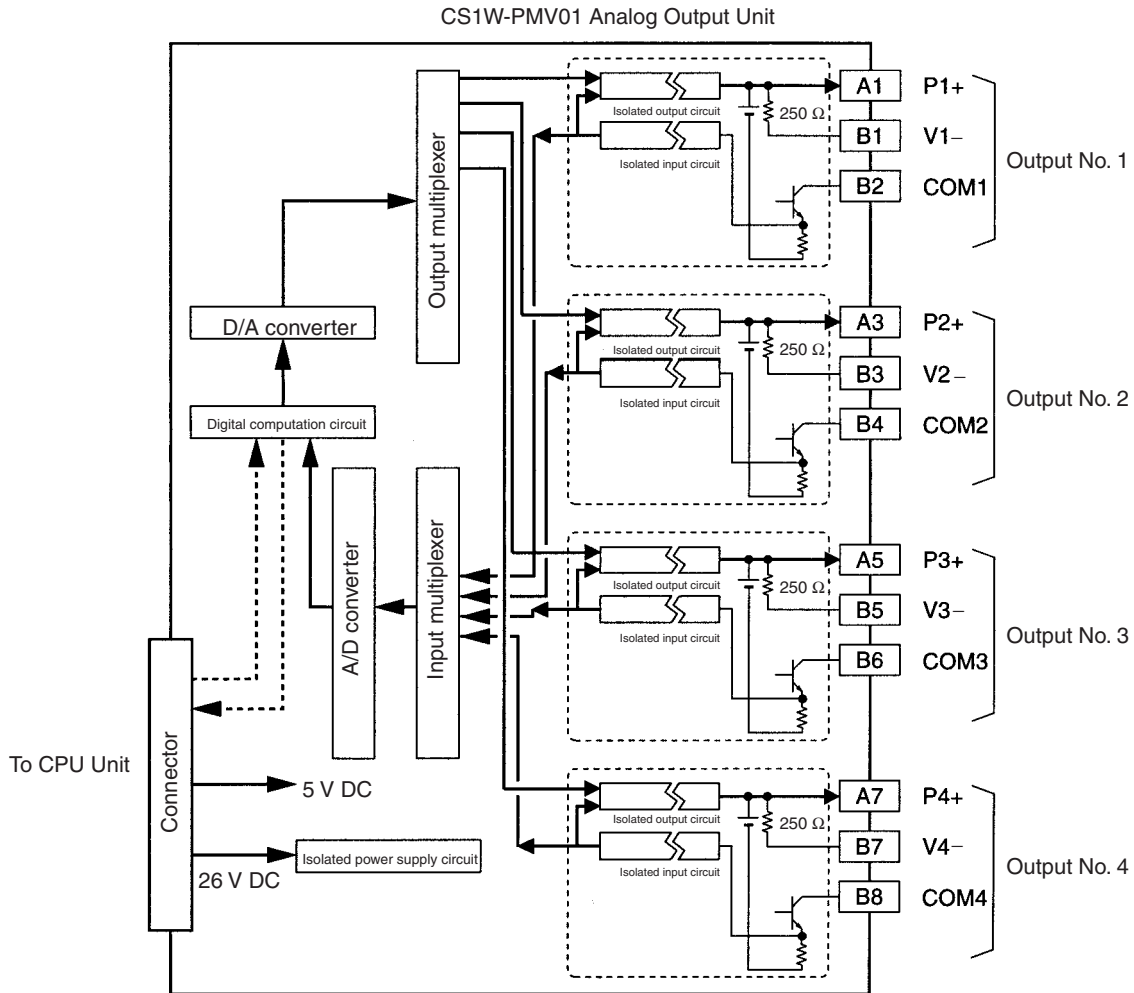 CS1W-PMV01 Analog Output Unit
Output multiplexer
D/A converter
Digital computation circuit
A/D converter
Input multiplexer
To CPU Unit
Connector
5 V DC
26 V DC
Isolated power supply circuit
Isolated output circuit
Isolated input circuit
250 Ω
A1 P1+
B1 V1−
B2 COM1
Output No. 1
Isolated output circuit
Isolated input circuit
250 Ω
A3 P2+
B3 V2−
B4 COM2
Output No. 2
Isolated output circuit
Isolated input circuit
250 Ω
A5 P3+
B5 V3−
B6 COM3
Output No. 3
Isolated output circuit
Isolated input circuit
250 Ω
A7 P4+
B7 V4−
B8 COM4
Output No. 4